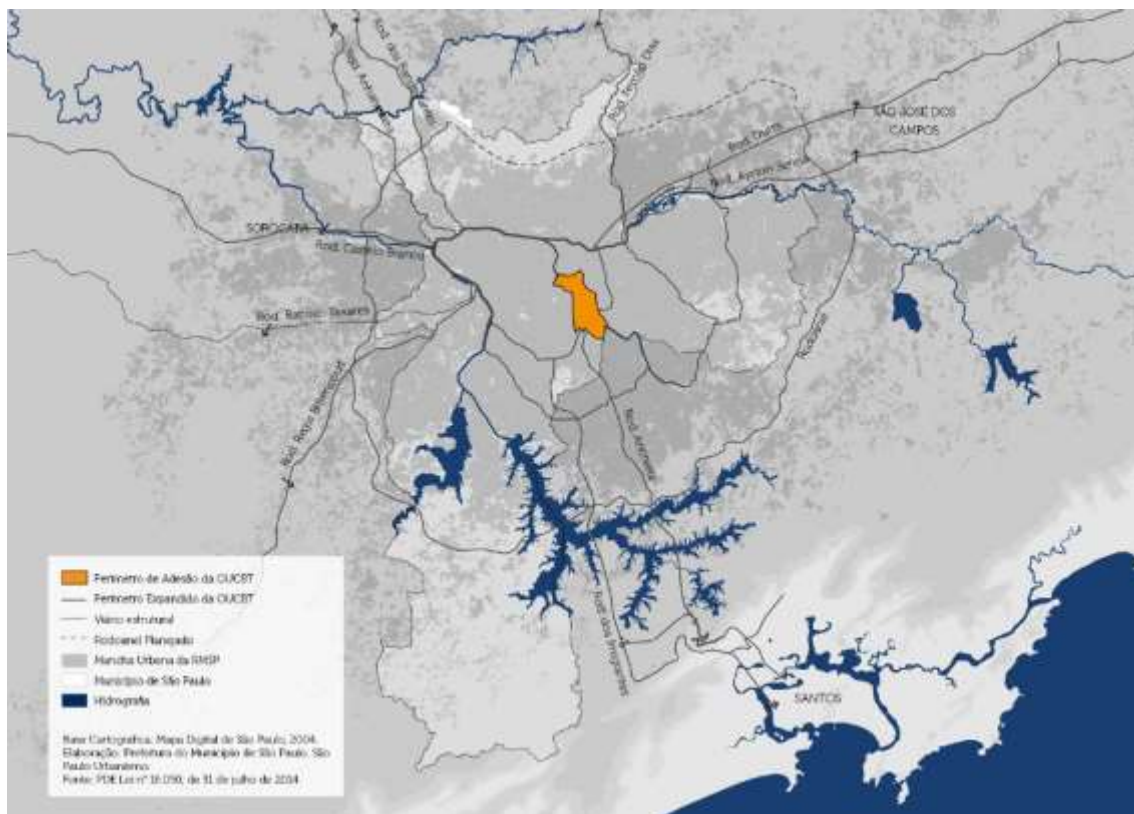 Rod. dos Bandeirantes
Rod. Fernão Dias
SÃO JOSÉ DOS
CAMPOS
Rod. Dutra
Rod. Ayrton Senna
SOROCABA
Rod. Castelo Branco
Rod. Raposo Tavares
Rodoanel
Rod. Régis Bittencourt
Rod. Anchieta
Rod. dos Imigrantes
SANTOS
Perímetro de Adesão da OUCBT
Perímetro Expandido da OUCBT
Viário estrutural
Rodoanel Planejado
Mancha Urbana da RMSP
Município de São Paulo
Hidrografia
Base Cartográfica: Mapa Digital de São Paulo, 2004.
Elaboração: Prefeitura do Município de São Paulo. São
Paulo Urbanismo
Fonte: PDE Lei nº 16.050, de 31 de julho de 2014